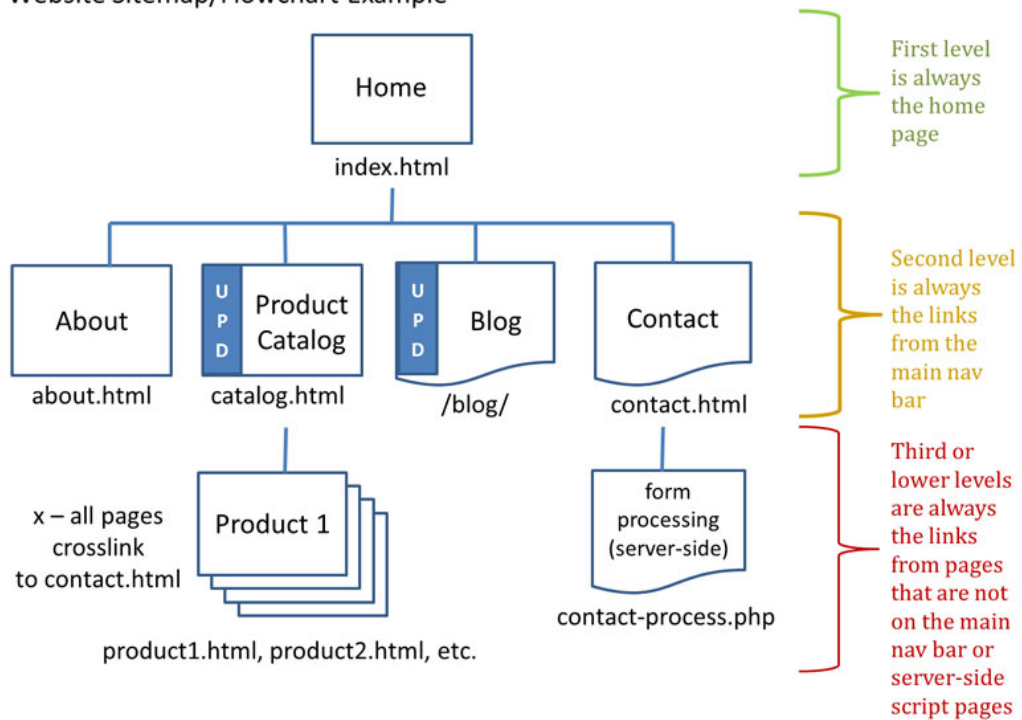 Website Sitemap/Flowchart Example
Home
index.html
First level
is always
the home
page
About
about.html
U
P
D
Product
Catalog
catalog.html
U
P
D
Blog
/blog/
Contact
contact.html
Second level
is always
the links
from the
main nav
bar
x – all pages
crosslink
to contact.html
Product 1
product1.html, product2.html, etc.
form
processing
(server-side)
contact-process.php
Third or
lower levels
are always
the links
from pages
that are not
on the main
nav bar or
server-side
script pages